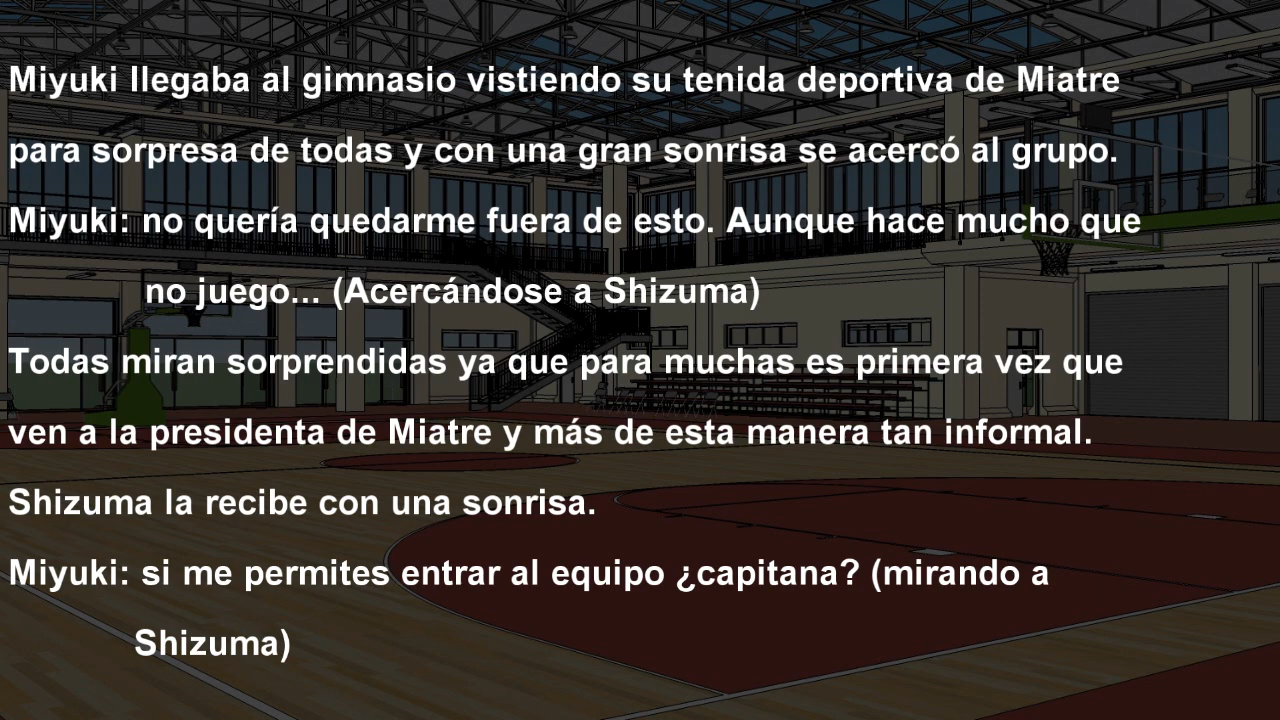 Miyuki llegaba al gimnasio vistiendo su tenida deportiva de Miatre
para sorpresa de todas y con una gran sonrisa se acercó al grupo.
Miyuki: no quería quedarme fuera de esto. Aunque hace mucho que
no juego... (Acercándose a Shizuma)
Todas miran sorprendidas ya que para muchas es primera vez que
ven a la presidenta de Miatre y más de esta manera tan informal.
Shizuma la recibe con una sonrisa.
Miyuki: si me permites entrar al equipo ¿capitana? (mirando a
Shizuma)